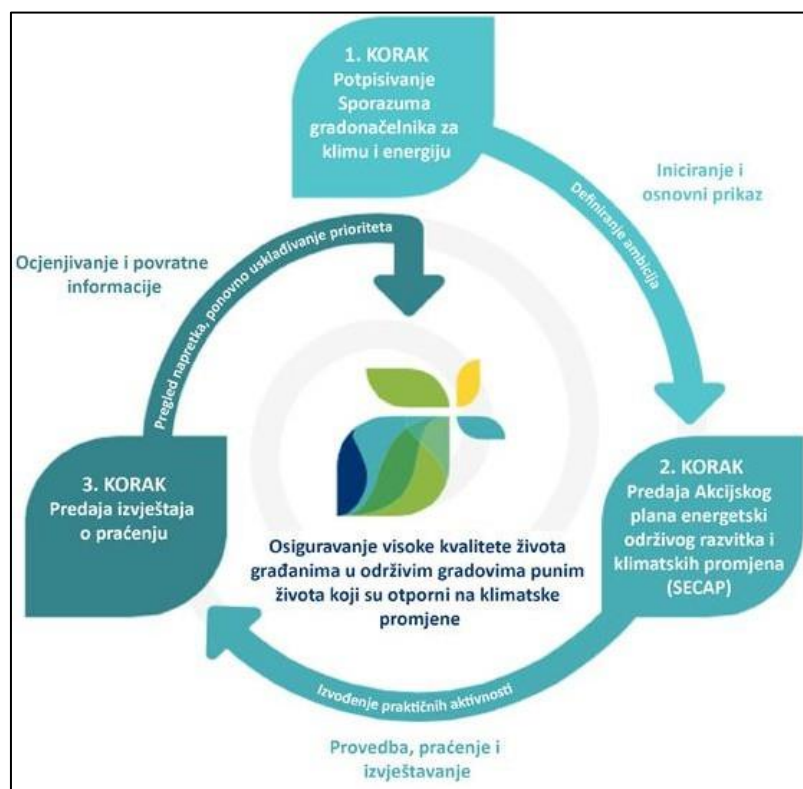 1. KORAK
Potpisivanje
Sporazuma
gradonačelnika za
klimu i energiju
Iniciranje i
osnovni prikaz
Definiranje ambicija
2. KORAK
Predaja Akcijskog
plana energetski
održivog razvitka i
klimatskih promjena
(SECAP)
Izvođenje praktičnih aktivnosti
Provedba, praćenje i
izvještavanje
3. KORAK
Predaja izvještaja
o praćenju
Pregled napretka, ponovno usklađivanje prioriteta
Ocjenjivanje i povratne
informacije
Osiguravanje visoke kvalitete života
građanima u održivim gradovima punim
života koji su otporni na klimatske
promjene